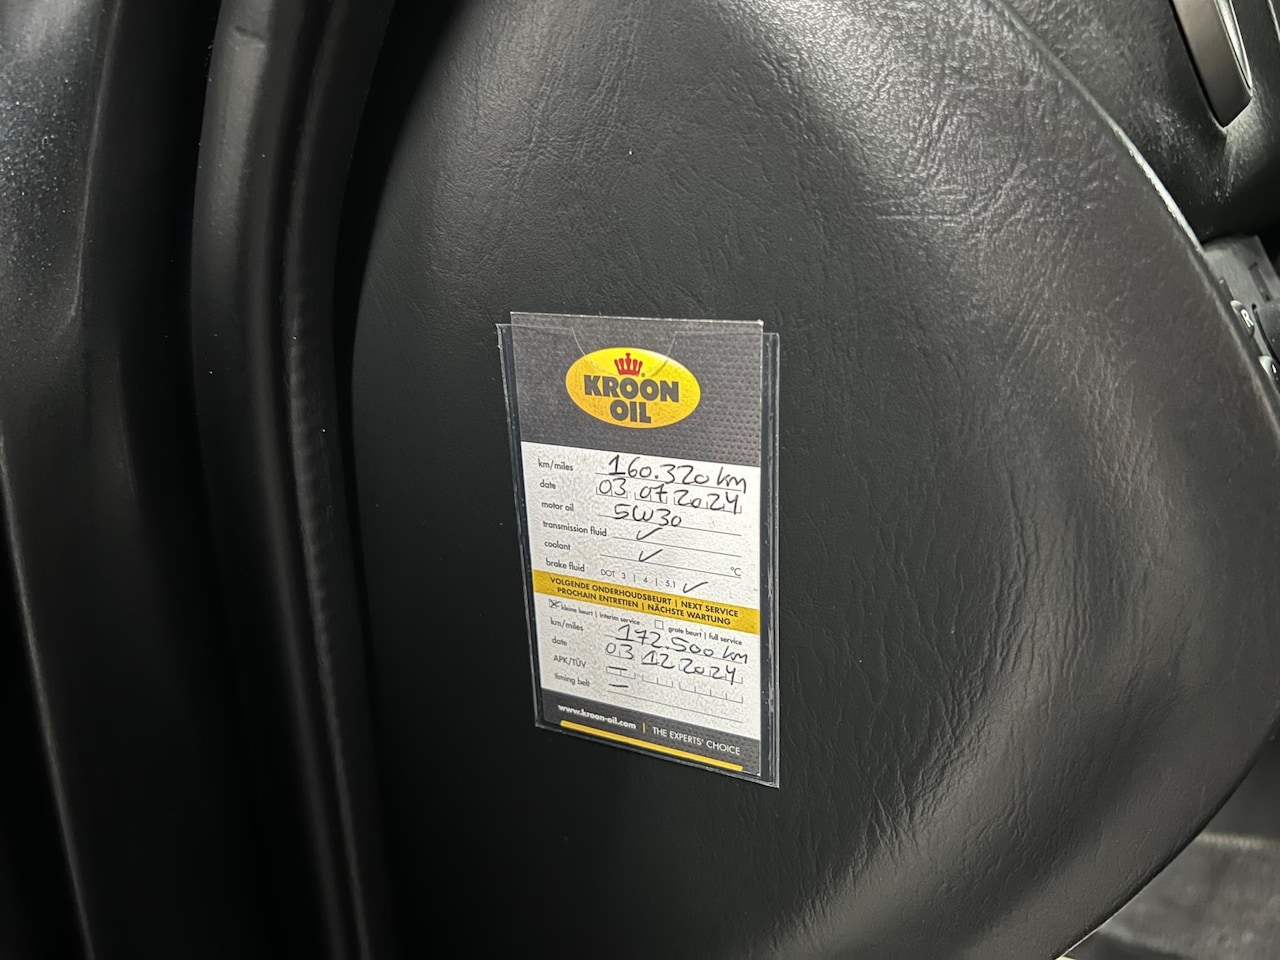 KROON
OIL
km/miles 160.320 km
date 03 07 2024
motor oil 5W30
transmission fluid ✓
coolant ✓ °C
brake fluid DOT 3 | 4 | 5.1 ✓
VOLGENDE ONDERHOUDSBEURT | NEXT SERVICE
PROCHAIN ENTRETIEN | NÄCHSTE WARTUNG
☒ kleine beurt | interim service ☐ grote beurt | full service
km/miles 172.500 km
date 03 12 2024
APK/TÜV —
timing belt —
www.kroon-oil.com | THE EXPERTS' CHOICE
R